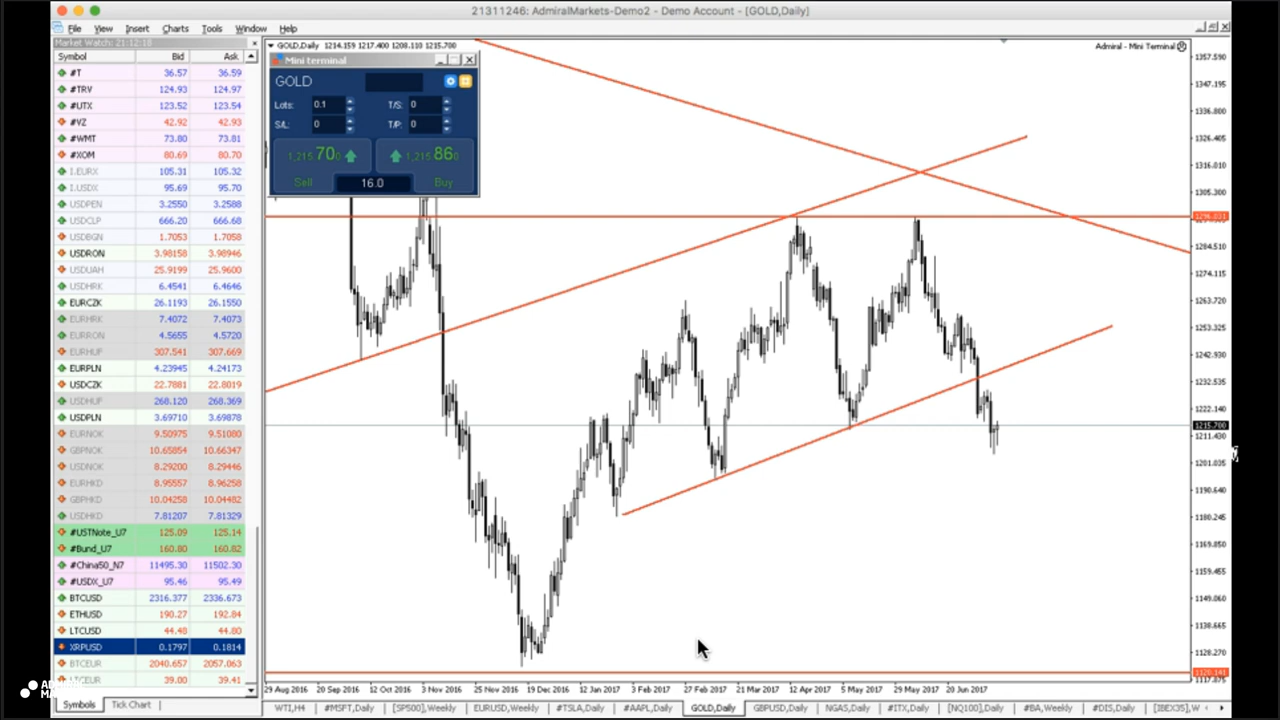 21311246: AdmiralMarkets-Demo2 - Demo Account - [GOLD,Daily]
File View Insert Charts Tools Window Help
Market Watch: 21:12:18
Symbol Bid Ask
#T 36.57 36.59
#TRV 124.93 124.97
#UTX 123.52 123.54
#VZ 42.92 42.93
#WMT 73.80 73.81
#XOM 80.69 80.70
I.EURX 105.31 105.32
I.USDX 95.69 95.70
USDPEN 3.2550 3.2588
USDCLP 666.20 666.68
USDBGN 1.7053 1.7058
USDRON 3.98158 3.98946
USDUAH 25.9199 25.9600
USDHRK 6.4541 6.4646
EURCZK 26.1193 26.1550
EURHRK 7.4072 7.4073
EURRON 4.5655 4.5720
EURHUF 307.541 307.669
EURPLN 4.23945 4.24173
USDCZK 22.7881 22.8019
USDHUF 268.120 268.369
USDPLN 3.69710 3.69878
EURNOK 9.50975 9.51080
GBPNOK 10.65854 10.66347
USDNOK 8.29200 8.29446
EURHKD 8.95557 8.96258
GBPHKD 10.04258 10.04482
USDHKD 7.81207 7.81329
#USTNote_U7 125.09 125.14
#Bund_U7 160.80 160.82
#China50_N7 11495.30 11502.30
#USDX_U7 95.46 95.49
BTCUSD 2316.377 2336.673
ETHUSD 190.27 192.84
LTCUSD 44.48 44.80
XRPUSD 0.1797 0.1814
BTCEUR 2040.657 2057.063
LTCEUR 39.00 39.41
Symbols Tick Chart
GOLD,Daily 1214.159 1217.400 1208.110 1215.700
Admiral - Mini Terminal
Mini terminal
GOLD
Lots: 0.1 T/S: 0
S/L: 0 T/P: 0
1,215 700 1,215 860
Sell 16.0 Buy
1357.590
1347.195
1336.800
1326.405
1316.010
1305.300
1296.031
1284.510
1274.115
1263.720
1253.325
1242.930
1232.535
1222.140
1215.700
1211.430
1201.035
1190.640
1180.245
1169.850
1159.455
1149.060
1138.665
1128.270
1120.141
1117.875
29 Aug 2016 20 Sep 2016 12 Oct 2016 3 Nov 2016 25 Nov 2016 19 Dec 2016 12 Jan 2017 3 Feb 2017 27 Feb 2017 21 Mar 2017 12 Apr 2017 5 May 2017 29 May 2017 20 Jun 2017
WTI,H4 #MSFT,Daily [SP500],Weekly EURUSD,Weekly #TSLA,Daily #AAPL,Daily GOLD,Daily GBPUSD,Daily NGAS,Daily #ITX,Daily [NQ100],Daily #BA,Weekly #DIS,Daily [IBEX35],W